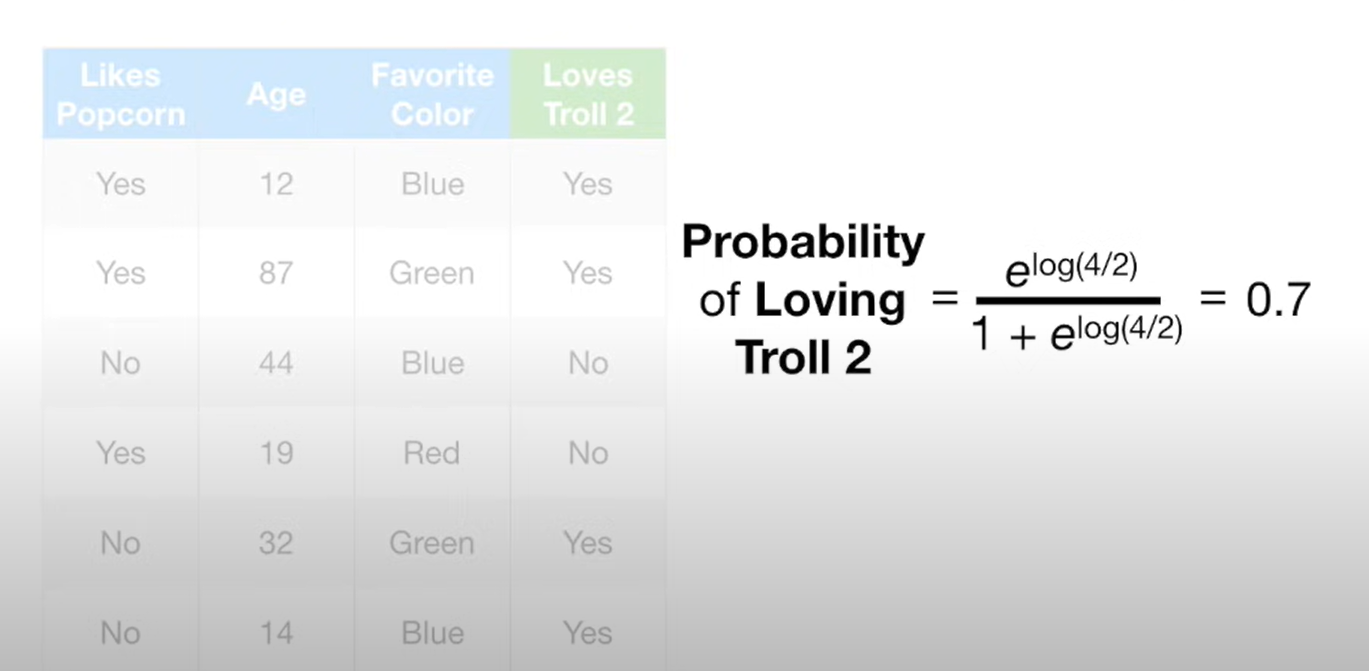 Likes Popcorn Age Favorite Color Loves Troll 2
Yes 12 Blue Yes
Yes 87 Green Yes
No 44 Blue No
Yes 19 Red No
No 32 Green Yes
No 14 Blue Yes
Probability
of Loving
Troll 2
= e^log(4/2) / 1 + e^log(4/2) = 0.7